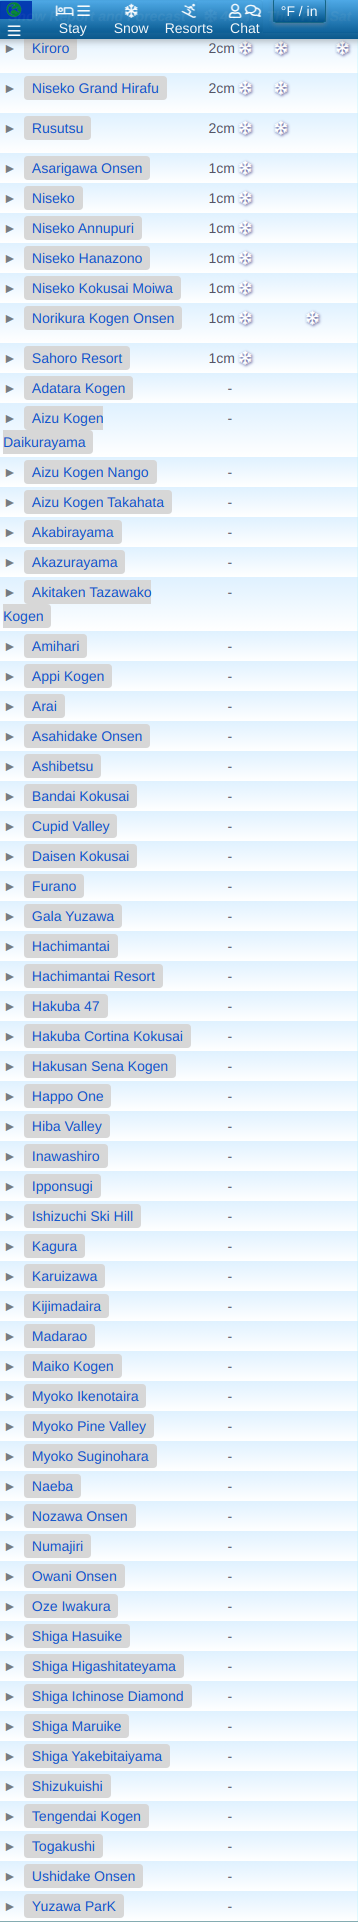 °F / in
Stay Snow Resorts Chat
Kiroro 2cm
Niseko Grand Hirafu 2cm
Rusutsu 2cm
Asarigawa Onsen 1cm
Niseko 1cm
Niseko Annupuri 1cm
Niseko Hanazono 1cm
Niseko Kokusai Moiwa 1cm
Norikura Kogen Onsen 1cm
Sahoro Resort 1cm
Adatara Kogen -
Aizu Kogen -
Daikurayama
Aizu Kogen Nango -
Aizu Kogen Takahata -
Akabirayama -
Akazurayama -
Akitaken Tazawako -
Kogen
Amihari -
Appi Kogen -
Arai -
Asahidake Onsen -
Ashibetsu -
Bandai Kokusai -
Cupid Valley -
Daisen Kokusai -
Furano -
Gala Yuzawa -
Hachimantai -
Hachimantai Resort -
Hakuba 47 -
Hakuba Cortina Kokusai -
Hakusan Sena Kogen -
Happo One -
Hiba Valley -
Inawashiro -
Ipponsugi -
Ishizuchi Ski Hill -
Kagura -
Karuizawa -
Kijimadaira -
Madarao -
Maiko Kogen -
Myoko Ikenotaira -
Myoko Pine Valley -
Myoko Suginohara -
Naeba -
Nozawa Onsen -
Numajiri -
Owani Onsen -
Oze Iwakura -
Shiga Hasuike -
Shiga Higashitateyama -
Shiga Ichinose Diamond -
Shiga Maruike -
Shiga Yakebitaiyama -
Shizukuishi -
Tengendai Kogen -
Togakushi -
Ushidake Onsen -
Yuzawa ParK -